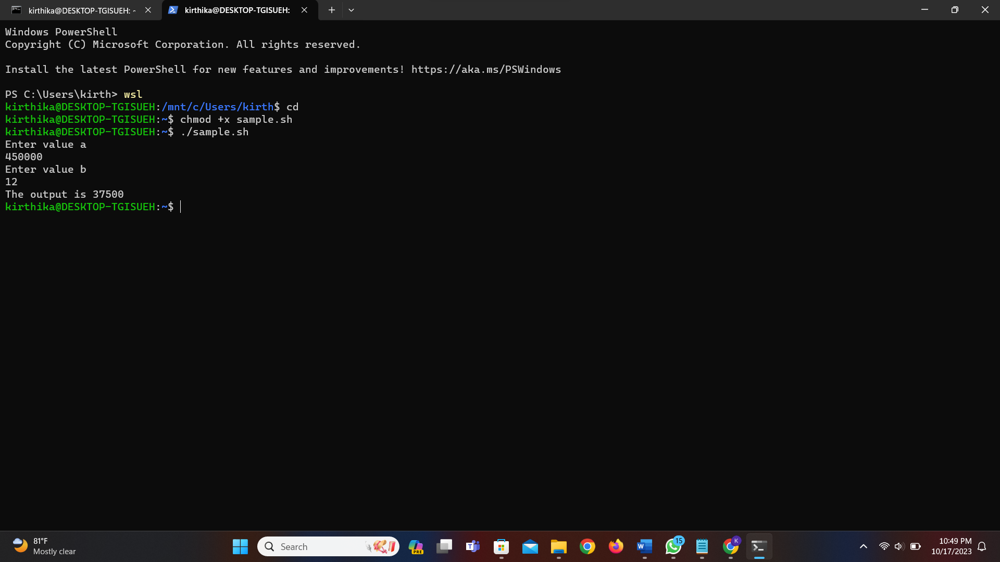 kirthika@DESKTOP-TGISUEH: ~
kirthika@DESKTOP-TGISUEH:
Windows PowerShell
Copyright (C) Microsoft Corporation. All rights reserved.
Install the latest PowerShell for new features and improvements! https://aka.ms/PSWindows
PS C:\Users\kirth> wsl
kirthika@DESKTOP-TGISUEH:/mnt/c/Users/kirth$ cd
kirthika@DESKTOP-TGISUEH:~$ chmod +x sample.sh
kirthika@DESKTOP-TGISUEH:~$ ./sample.sh
Enter value a
450000
Enter value b
12
The output is 37500
kirthika@DESKTOP-TGISUEH:~$
81°F
Mostly clear
Search
PRE
T
W
15
K
10:49 PM
10/17/2023